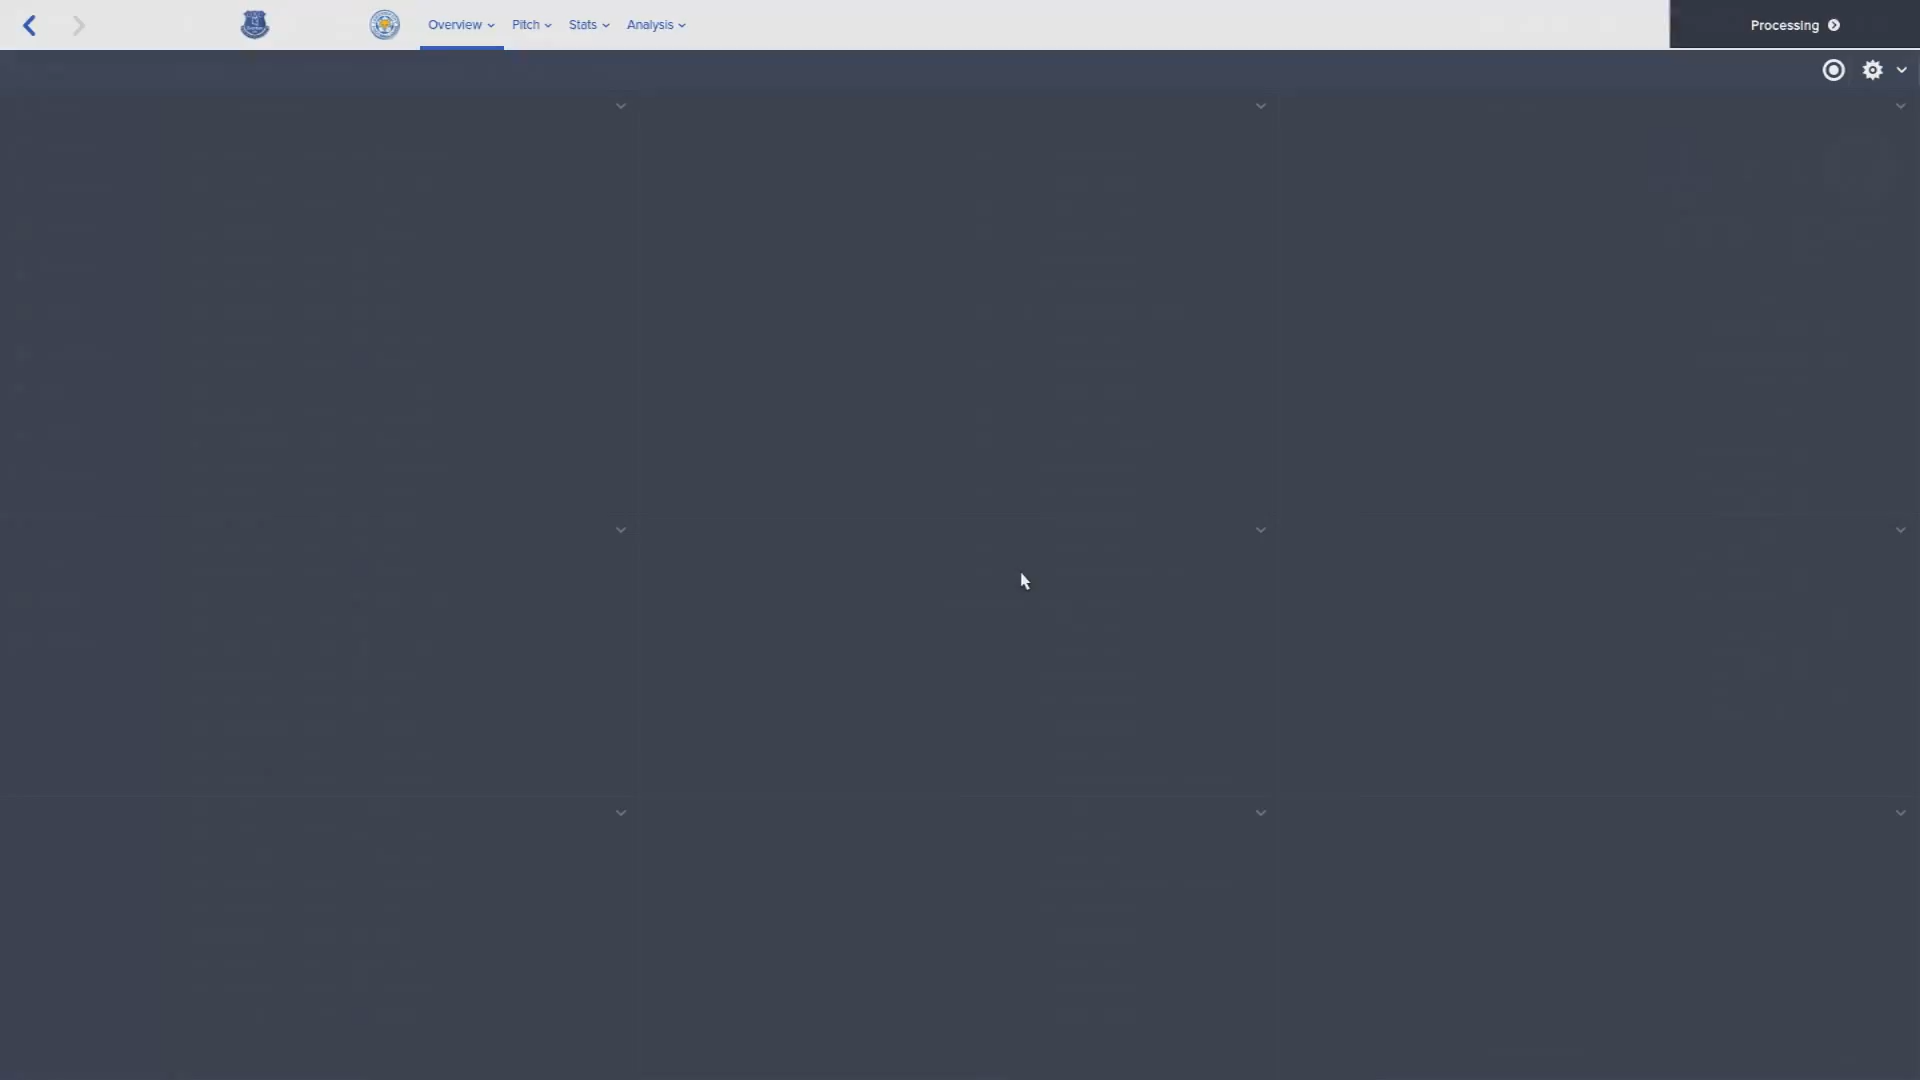 Overview
Pitch
Stats
Analysis
Processing